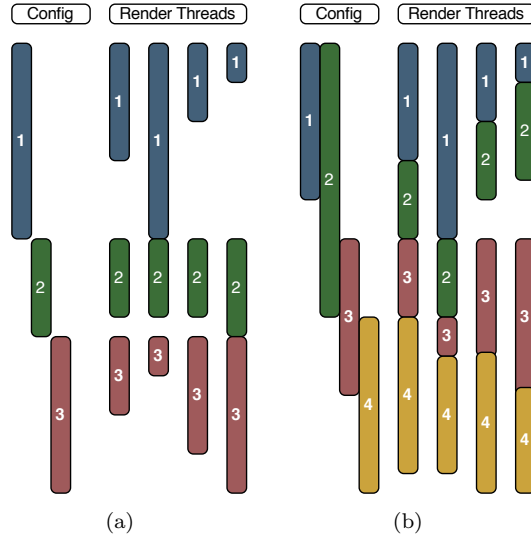 Config Render Threads Config Render Threads
1 1 1 1 1 1 2 1 1 1 1
2 2 2 2
2 2 2 2 2 3 3 2 3 3
3 3 3 3 3 4 3 4 4 4
4
(a) (b)